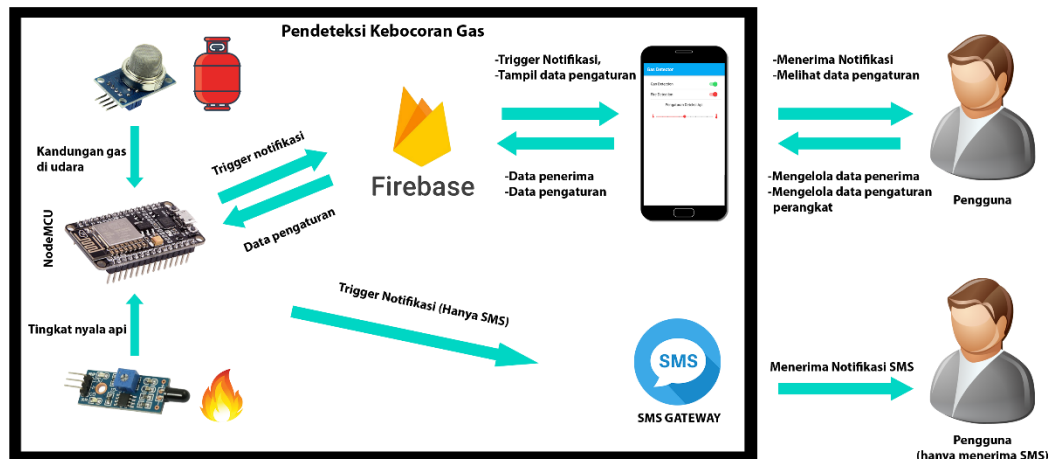 Pendeteksi Kebocoran Gas
-Trigger Notifikasi,
-Tampil data pengaturan
-Menerima Notifikasi
-Melihat data pengaturan
Gas Detector
Kandungan gas
di udara
Trigger notifikasi
Data pengaturan
Firebase
-Data penerima
- Data pengaturan
-Mengelola data penerima
-Mengelola data pengaturan
perangkat
Pengguna
NodeMCU
Tingkat nyala api
Trigger Notifikasi (Hanya SMS)
SMS
SMS GATEWAY
Menerima Notifikasi SMS
Pengguna
(hanya menerima SMS)